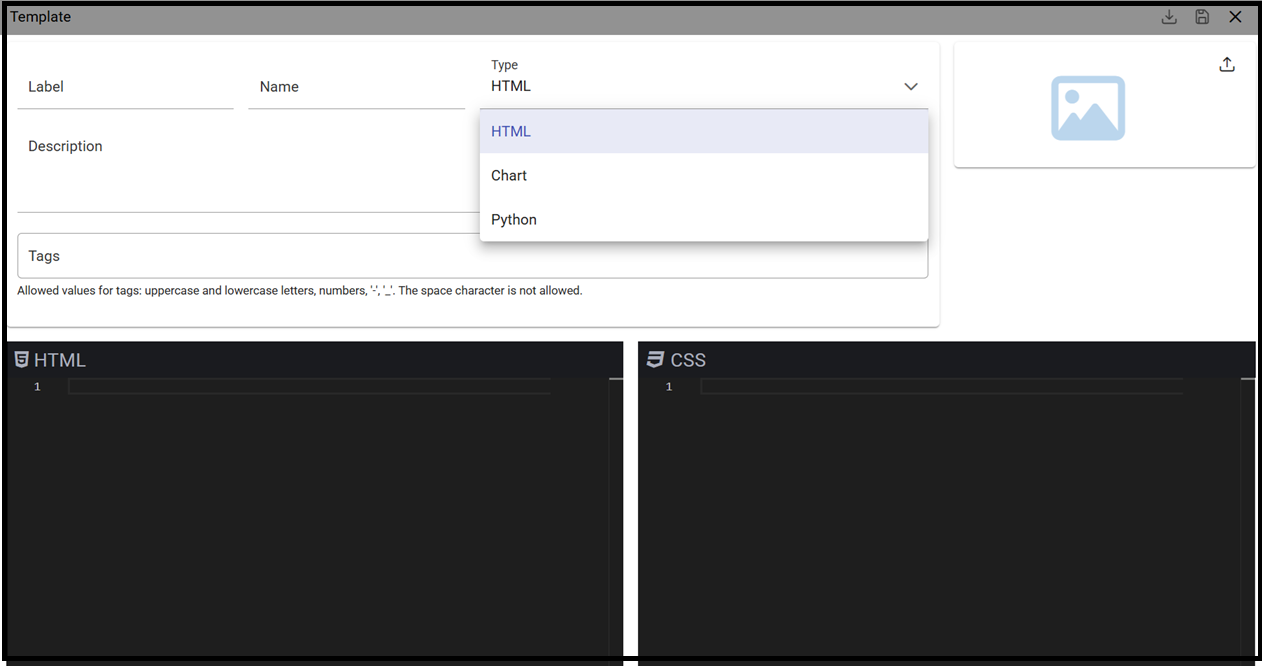 Template
Type
Label
Name
HTML
HTML
Description
Chart
Python
Tags
Allowed values for tags: uppercase and lowercase letters, numbers, '-', '_'. The space character is not allowed.
HTML
CSS
1
1